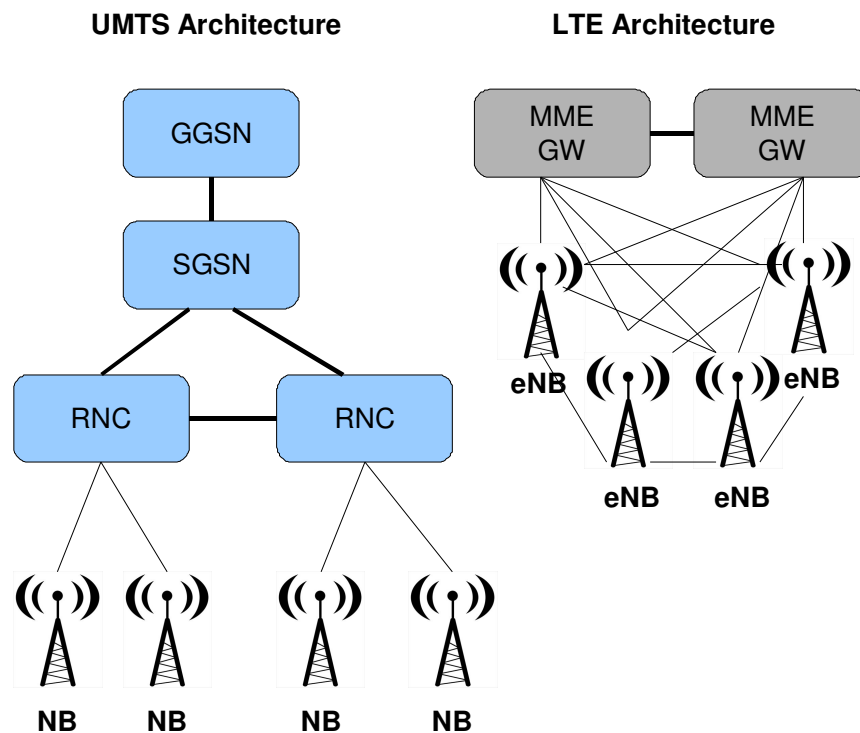 UMTS Architecture
LTE Architecture
GGSN
SGSN
RNC
RNC
NB
NB
NB
NB
MME
GW
MME
GW
eNB
eNB
eNB
eNB